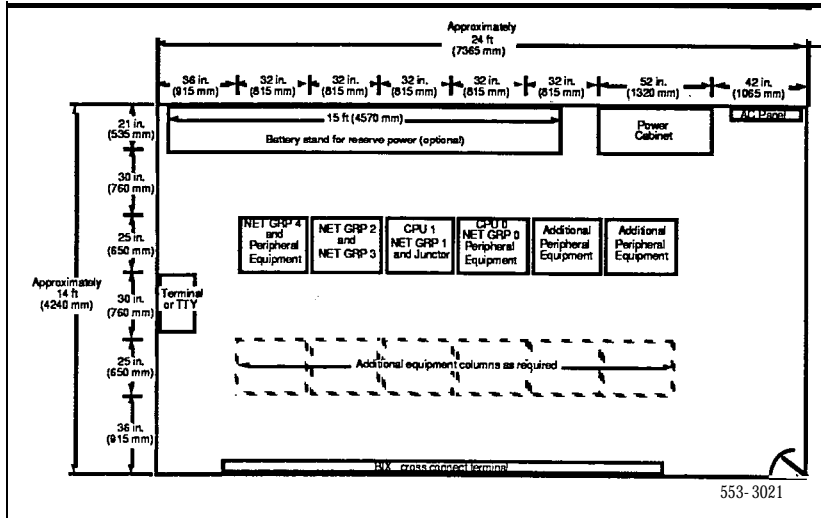 Approximately
24 ft
(7365 mm)
36 in.
(915 mm)
32 in.
(815 mm)
32 in.
(815 mm)
32 in.
(815 mm)
32 in.
(815 mm)
32 in.
(815 mm)
52 in.
(1320 mm)
42 in.
(1065 mm)
21 in.
(535 mm)
15 ft (4570 mm)
Battery stand for reserve power (optional)
Power
Cabinet
AC Panel
30 in.
(760 mm)
25 in.
(650 mm)
NET GRP 4
and
Peripheral
Equipment
NET GRP 2
and
NET GRP 3
CPU 1
NET GRP 1
and Junctor
CPU 0
NET GRP 0
Peripheral
Equipment
Additional
Peripheral
Equipment
Additional
Peripheral
Equipment
Approximately
14 ft
(4240 mm)
30 in.
(760 mm)
Terminal
or TTY
25 in.
(650 mm)
Additional equipment columns as required
36 in.
(915 mm)
BIX cross connect terminal
553-3021